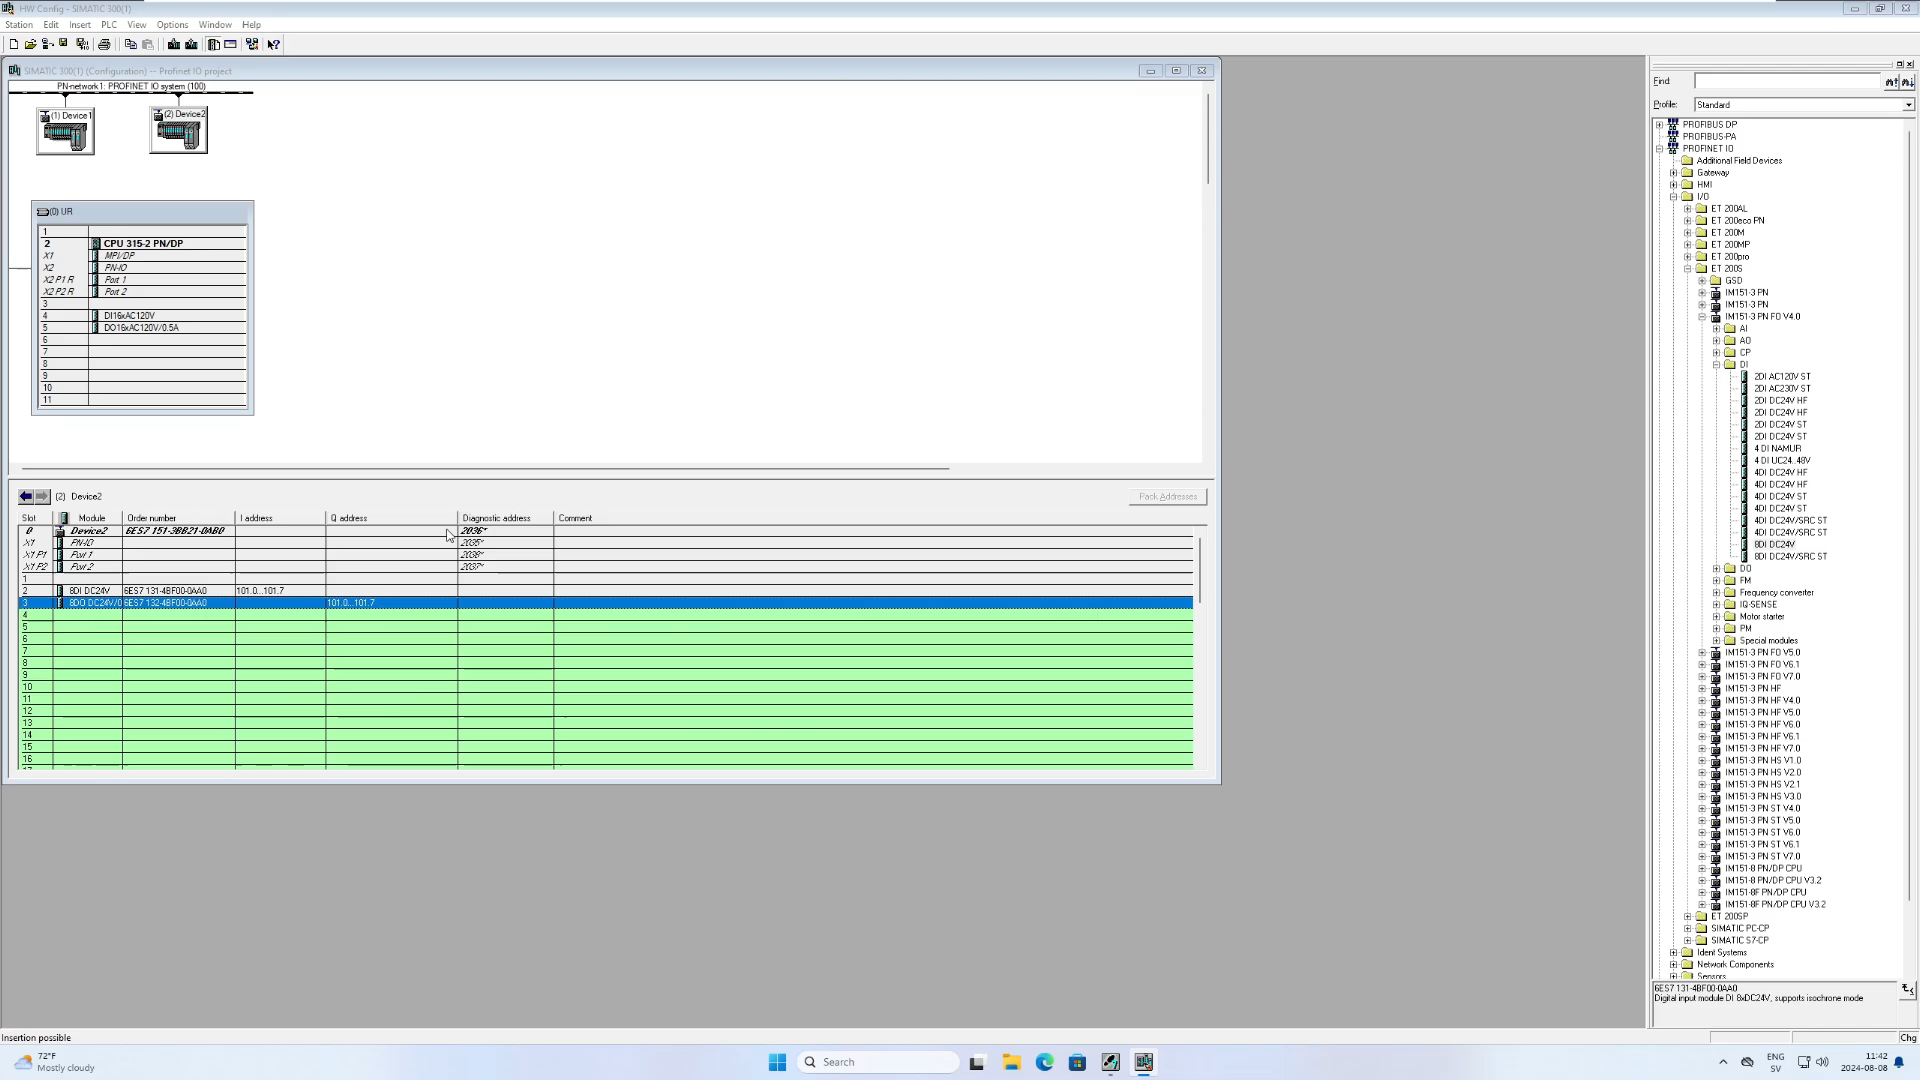 HW Config - SIMATIC 300(1)
Station Edit Insert PLC View Options Window Help
SIMATIC 300(1) (Configuration) -- Profinet IO project
PN-network1: PROFINET IO system (100)
(1) Device1
(2) Device2
(0) UR
1
2 CPU 315-2 PN/DP
X1 MPI/DP
X2 PN-IO
X2 P1 R Port 1
X2 P2 R Port 2
3
4 DI16xAC120V
5 DO16xAC120V/0.5A
6
7
8
9
10
11
(2) Device2
Pack Addresses
Slot Module Order number I address Q address Diagnostic address Comment
0 Device2 6ES7 151-3BB21-0AB0 2036*
X1 PN-IO 2035*
X1 P1 Port 1 2038*
X1 P2 Port 2 2037*
1
2 8DI DC24V 6ES7 131-4BF00-0AA0 101.0...101.7
3 8DO DC24V/0 6ES7 132-4BF00-0AA0 101.0...101.7
4
5
6
7
8
9
10
11
12
13
14
15
16
Find:
Profile: Standard
PROFIBUS DP
PROFIBUS-PA
PROFINET IO
Additional Field Devices
Gateway
HMI
I/O
ET 200AL
ET 200eco PN
ET 200M
ET 200MP
ET 200pro
ET 200S
GSD
IM151-3 PN
IM151-3 PN
IM151-3 PN FO V4.0
AI
AO
CP
DI
2DI AC120V ST
2DI AC230V ST
2DI DC24V HF
2DI DC24V HF
2DI DC24V ST
2DI DC24V ST
4 DI NAMUR
4 DI UC24..48V
4DI DC24V HF
4DI DC24V HF
4DI DC24V ST
4DI DC24V ST
4DI DC24V/SRC ST
4DI DC24V/SRC ST
8DI DC24V
8DI DC24V/SRC ST
DO
FM
Frequency converter
IQ-SENSE
Motor starter
PM
Special modules
IM151-3 PN FO V5.0
IM151-3 PN FO V6.1
IM151-3 PN FO V7.0
IM151-3 PN HF
IM151-3 PN HF V4.0
IM151-3 PN HF V5.0
IM151-3 PN HF V6.0
IM151-3 PN HF V6.1
IM151-3 PN HF V7.0
IM151-3 PN HS V1.0
IM151-3 PN HS V2.0
IM151-3 PN HS V2.1
IM151-3 PN HS V3.0
IM151-3 PN ST V4.0
IM151-3 PN ST V5.0
IM151-3 PN ST V6.0
IM151-3 PN ST V6.1
IM151-3 PN ST V7.0
IM151-8 PN/DP CPU
IM151-8 PN/DP CPU V3.2
IM151-8F PN/DP CPU
IM151-8F PN/DP CPU V3.2
ET 200SP
SIMATIC PC-CP
SIMATIC S7-CP
Ident Systems
Network Components
Sensors
6ES7 131-4BF00-0AA0
Digital input module DI 8xDC24V, supports isochrone mode
Insertion possible
Chg
72°F
Mostly cloudy
Search
ENG
SV
11:42
2024-08-08